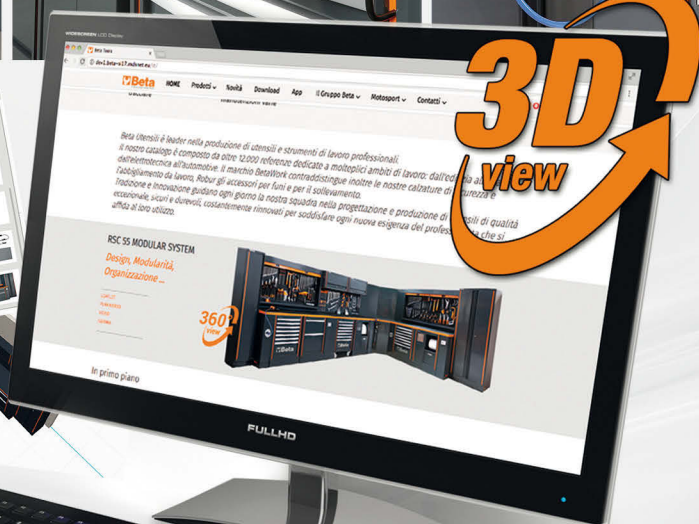 WIDESCREEN LCD Display
Beta Tools
Beta HOME Prodotti Novità Download App Il Gruppo Beta Motosport Contatti
Beta Utensili è leader nella produzione di utensili e strumenti di lavoro professionali.
Il nostro catalogo è composto da oltre 12.000 referenze dedicate a molteplici ambiti di lavoro: dall'edilizia
dell'elettrotecnica all'automotive. Il marchio BetaWork contraddistingue inoltre le nostre calzature di sicurezza e
l'abbigliamento da lavoro, Robur gli accessori per funi e per il sollevamento.
Tradizione e Innovazione guidano ogni giorno la nostra squadra nella progettazione e produzione di utensili di qualità
eccezionale, sicuri e durevoli, costantemente rinnovati per soddisfare ogni nuova esigenza del professionista che si
affida al loro utilizzo.
3D
view
RSC 55 MODULAR SYSTEM
Design, Modularità,
Organizzazione ...
360°
view
Beta
Beta
In primo piano
FULLHD